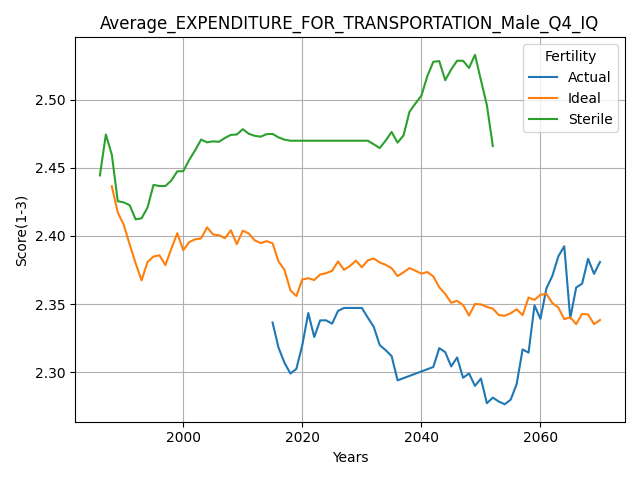 Average_EXPENDITURE_FOR_TRANSPORTATION_Male_Q4_IQ
Fertility
Actual
Ideal
Sterile
2.50
2.45
2.40
2.35
2.30
Score(1-3)
2000 2020 2040 2060
Years